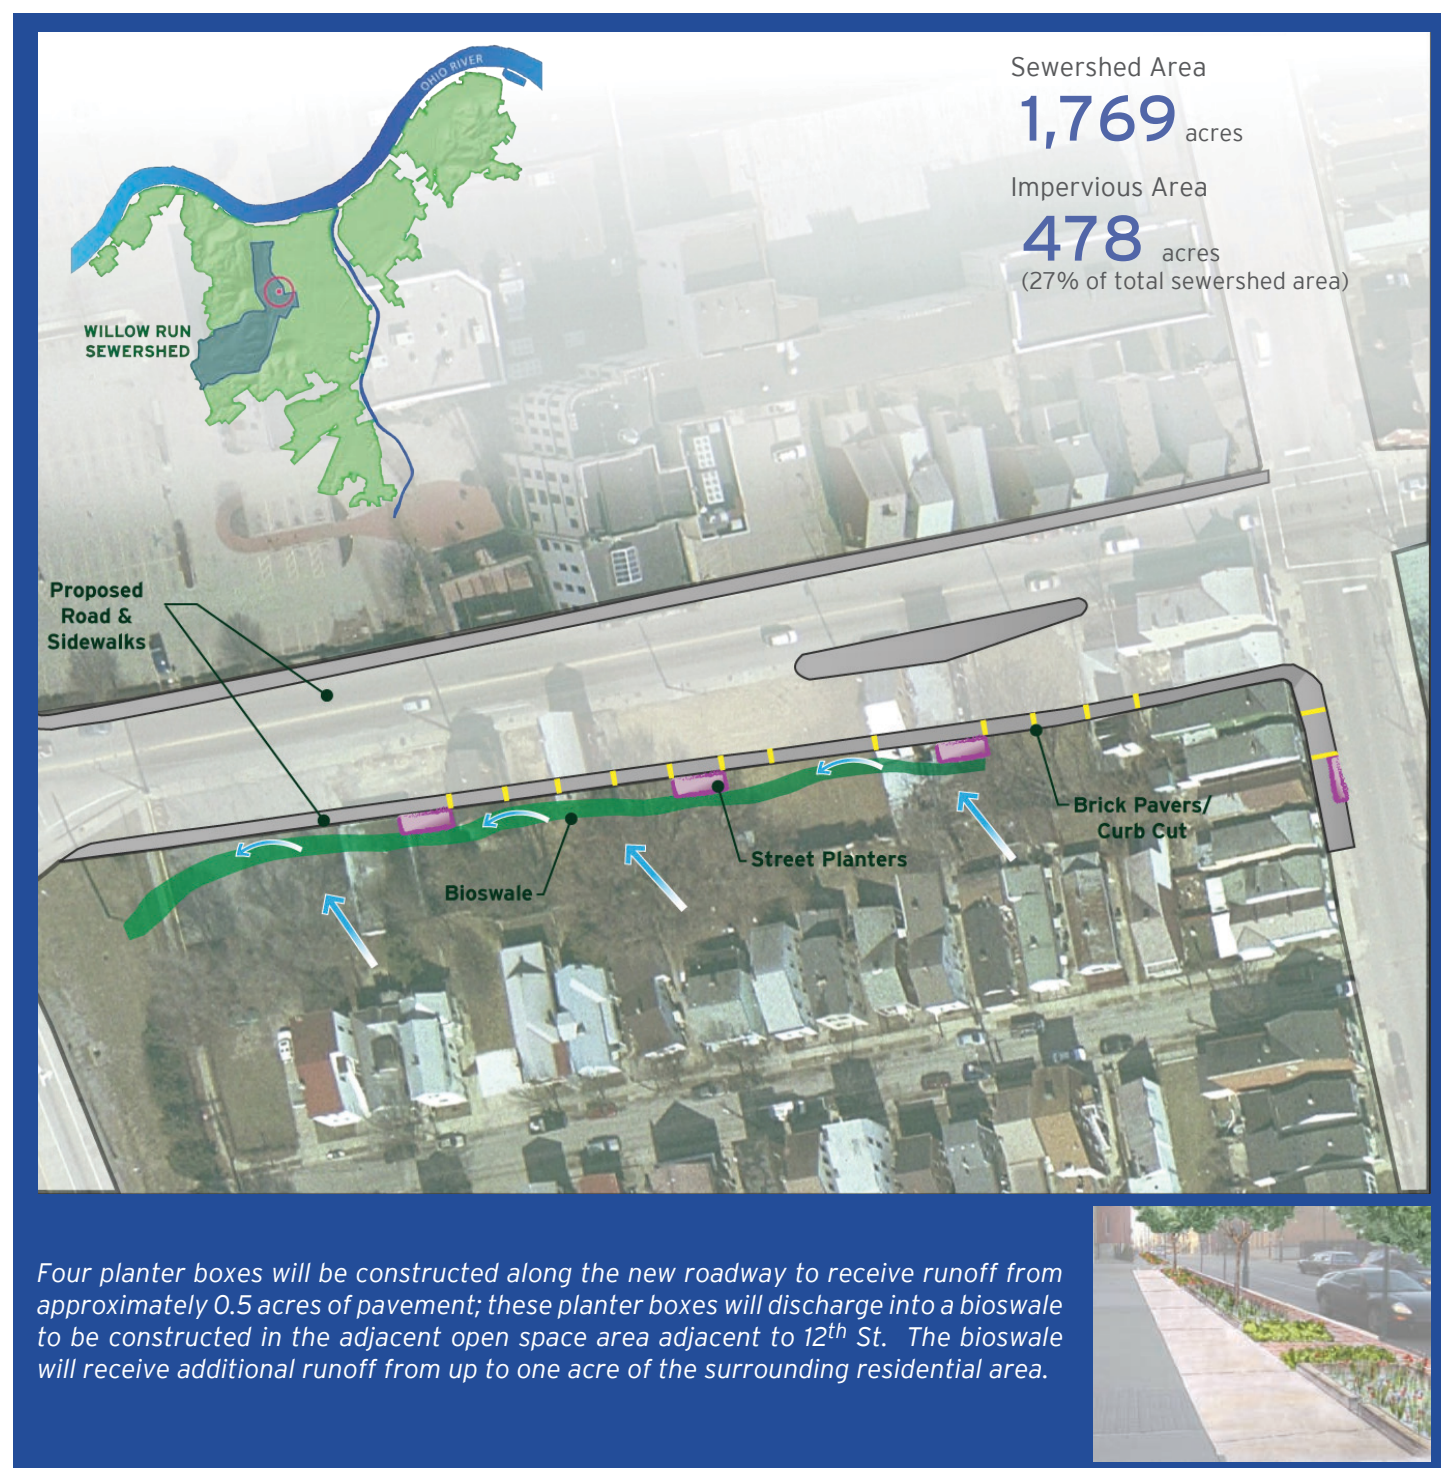 OHIO RIVER
Sewershed Area
1,769 acres
Impervious Area
478 acres
(27% of total sewershed area)
WILLOW RUN
SEWERSHED
Proposed
Road &
Sidewalks
Brick Pavers/
Curb Cut
Street Planters
Bioswale
Four planter boxes will be constructed along the new roadway to receive runoff from
approximately 0.5 acres of pavement; these planter boxes will discharge into a bioswale
to be constructed in the adjacent open space area adjacent to 12th St. The bioswale
will receive additional runoff from up to one acre of the surrounding residential area.